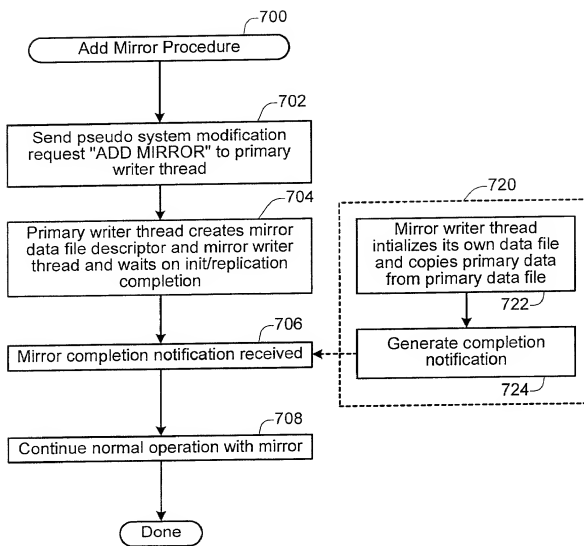 700
Add Mirror Procedure
702
Send pseudo system modification
request "ADD MIRROR" to primary
writer thread
704
Primary writer thread creates mirror
data file descriptor and mirror writer
thread and waits on init/replication
completion
720
Mirror writer thread
intializes its own data file
and copies primary data
from primary data file
722
706
Mirror completion notification received
Generate completion
notification
724
708
Continue normal operation with mirror
Done